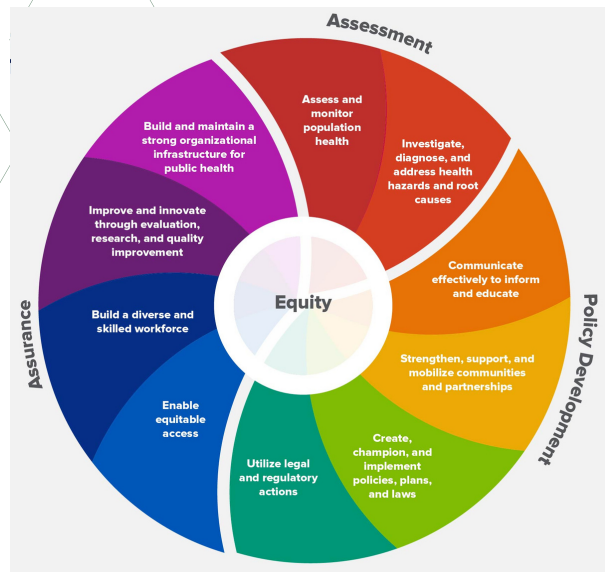 Assessment
Assess and
monitor
population
health
Investigate,
diagnose, and
address health
hazards and root
causes
Communicate
effectively to inform
and educate
Policy Development
Strengthen, support, and
mobilize communities
and partnerships
Create,
champion, and
implement
policies, plans,
and laws
Utilize legal
and regulatory
actions
Assurance
Enable
equitable
access
Build a diverse and
skilled workforce
Improve and innovate
through evaluation,
research, and quality
improvement
Build and maintain a
strong organizational
infrastructure for
public health
Equity